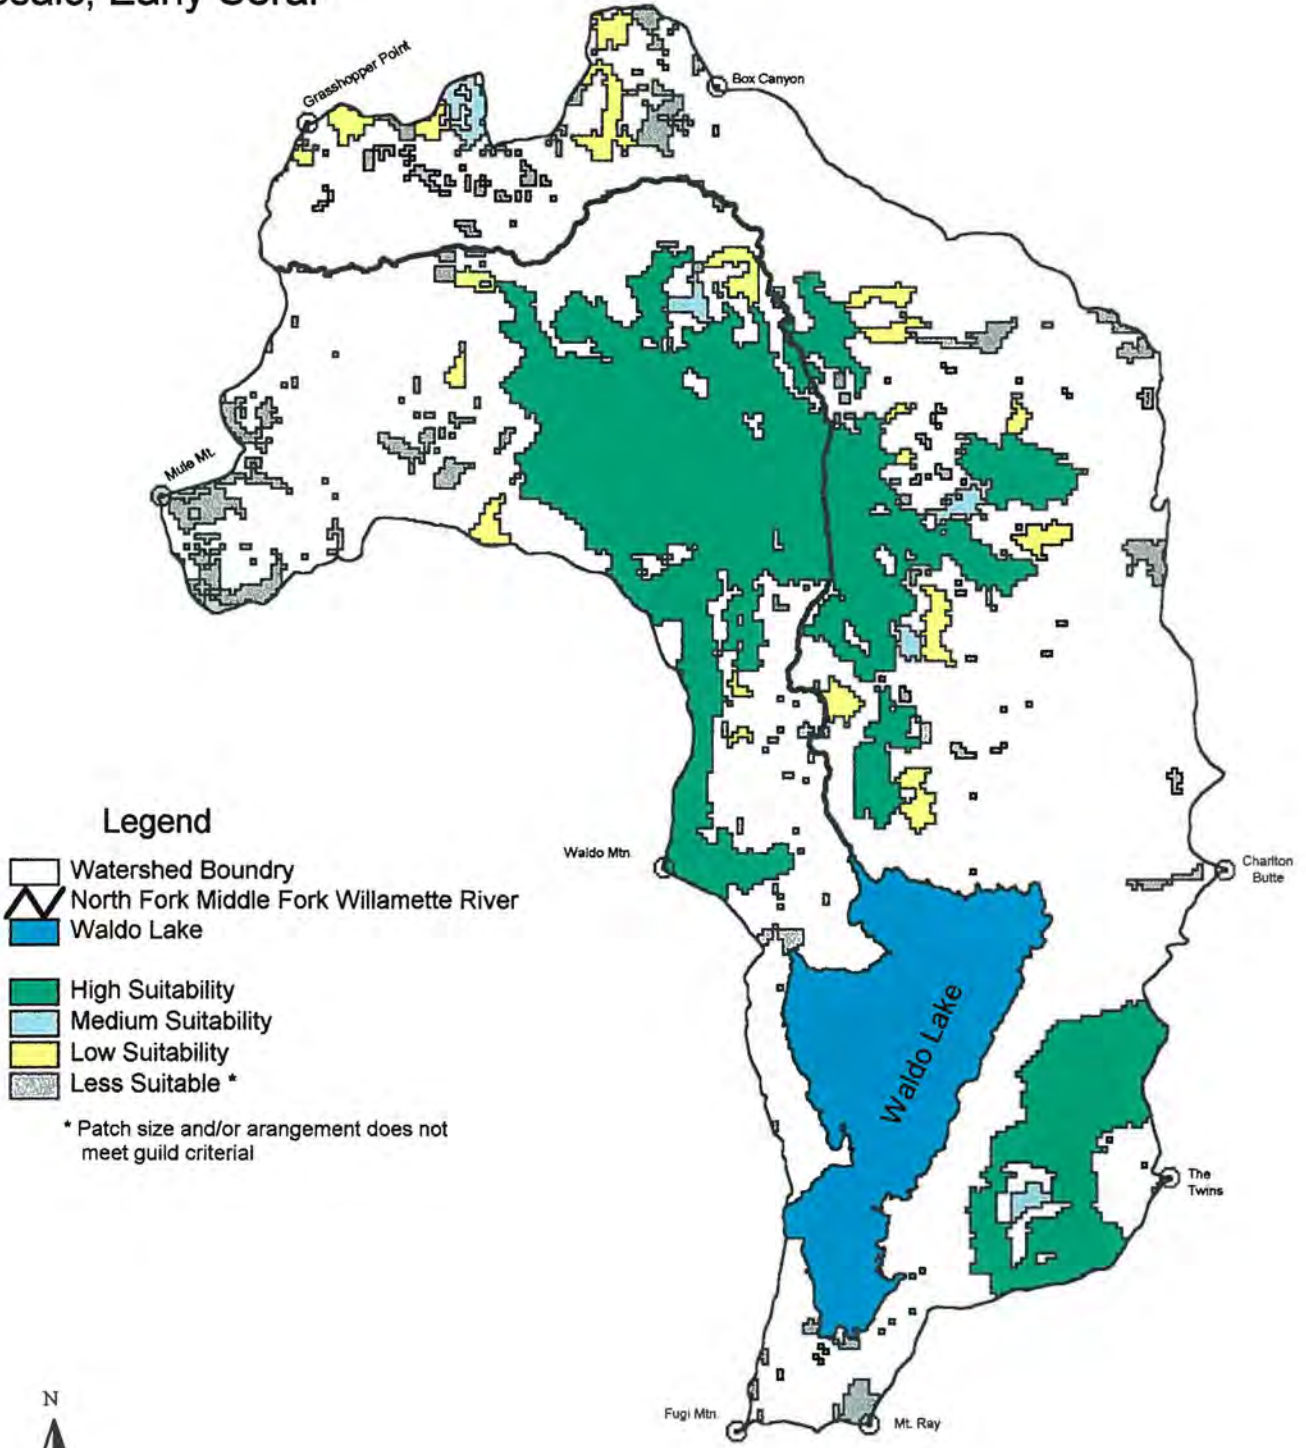 Early Seral
Grasshopper Point
Box Canyon
Mule Mt.
Legend
Watershed Boundry
North Fork Middle Fork Willamette River
Waldo Lake
High Suitability
Medium Suitability
Low Suitability
Less Suitable *
* Patch size and/or arangement does not
meet guild criterial
Waldo Mtn.
Charlton
Butte
Waldo Lake
The
Twins
N
Fugi Mtn.
Mt. Ray